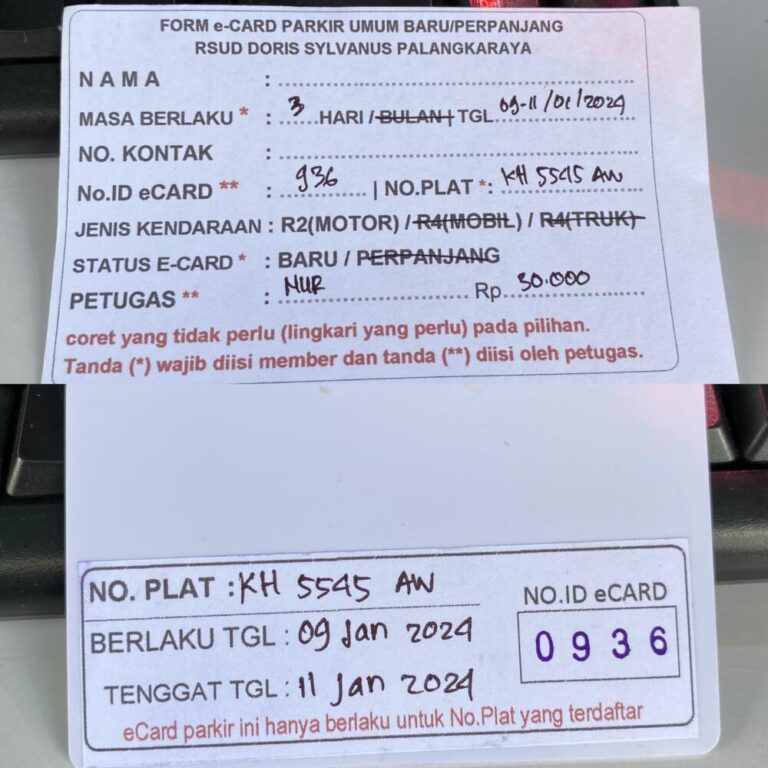 FORM e-CARD PARKIR UMUM BARU/PERPANJANG
RSUD DORIS SYLVANUS PALANGKARAYA
NAMA :
MASA BERLAKU * : 3 HARI / BULAN | TGL 09-11/01/2024
NO. KONTAK :
No.ID eCARD ** : 936 | NO.PLAT *: KH 5545 AW
JENIS KENDARAAN : R2(MOTOR) / R4(MOBIL) / R4(TRUK)
STATUS E-CARD * : BARU / PERPANJANG
PETUGAS ** : NUR Rp. 30.000
coret yang tidak perlu (lingkari yang perlu) pada pilihan.
Tanda (*) wajib diisi member dan tanda (**) diisi oleh petugas.
NO. PLAT : KH 5545 AW
BERLAKU TGL : 09 Jan 2024
TENGGAT TGL : 11 Jan 2024
NO.ID eCARD
0936
eCard parkir ini hanya berlaku untuk No.Plat yang terdaftar